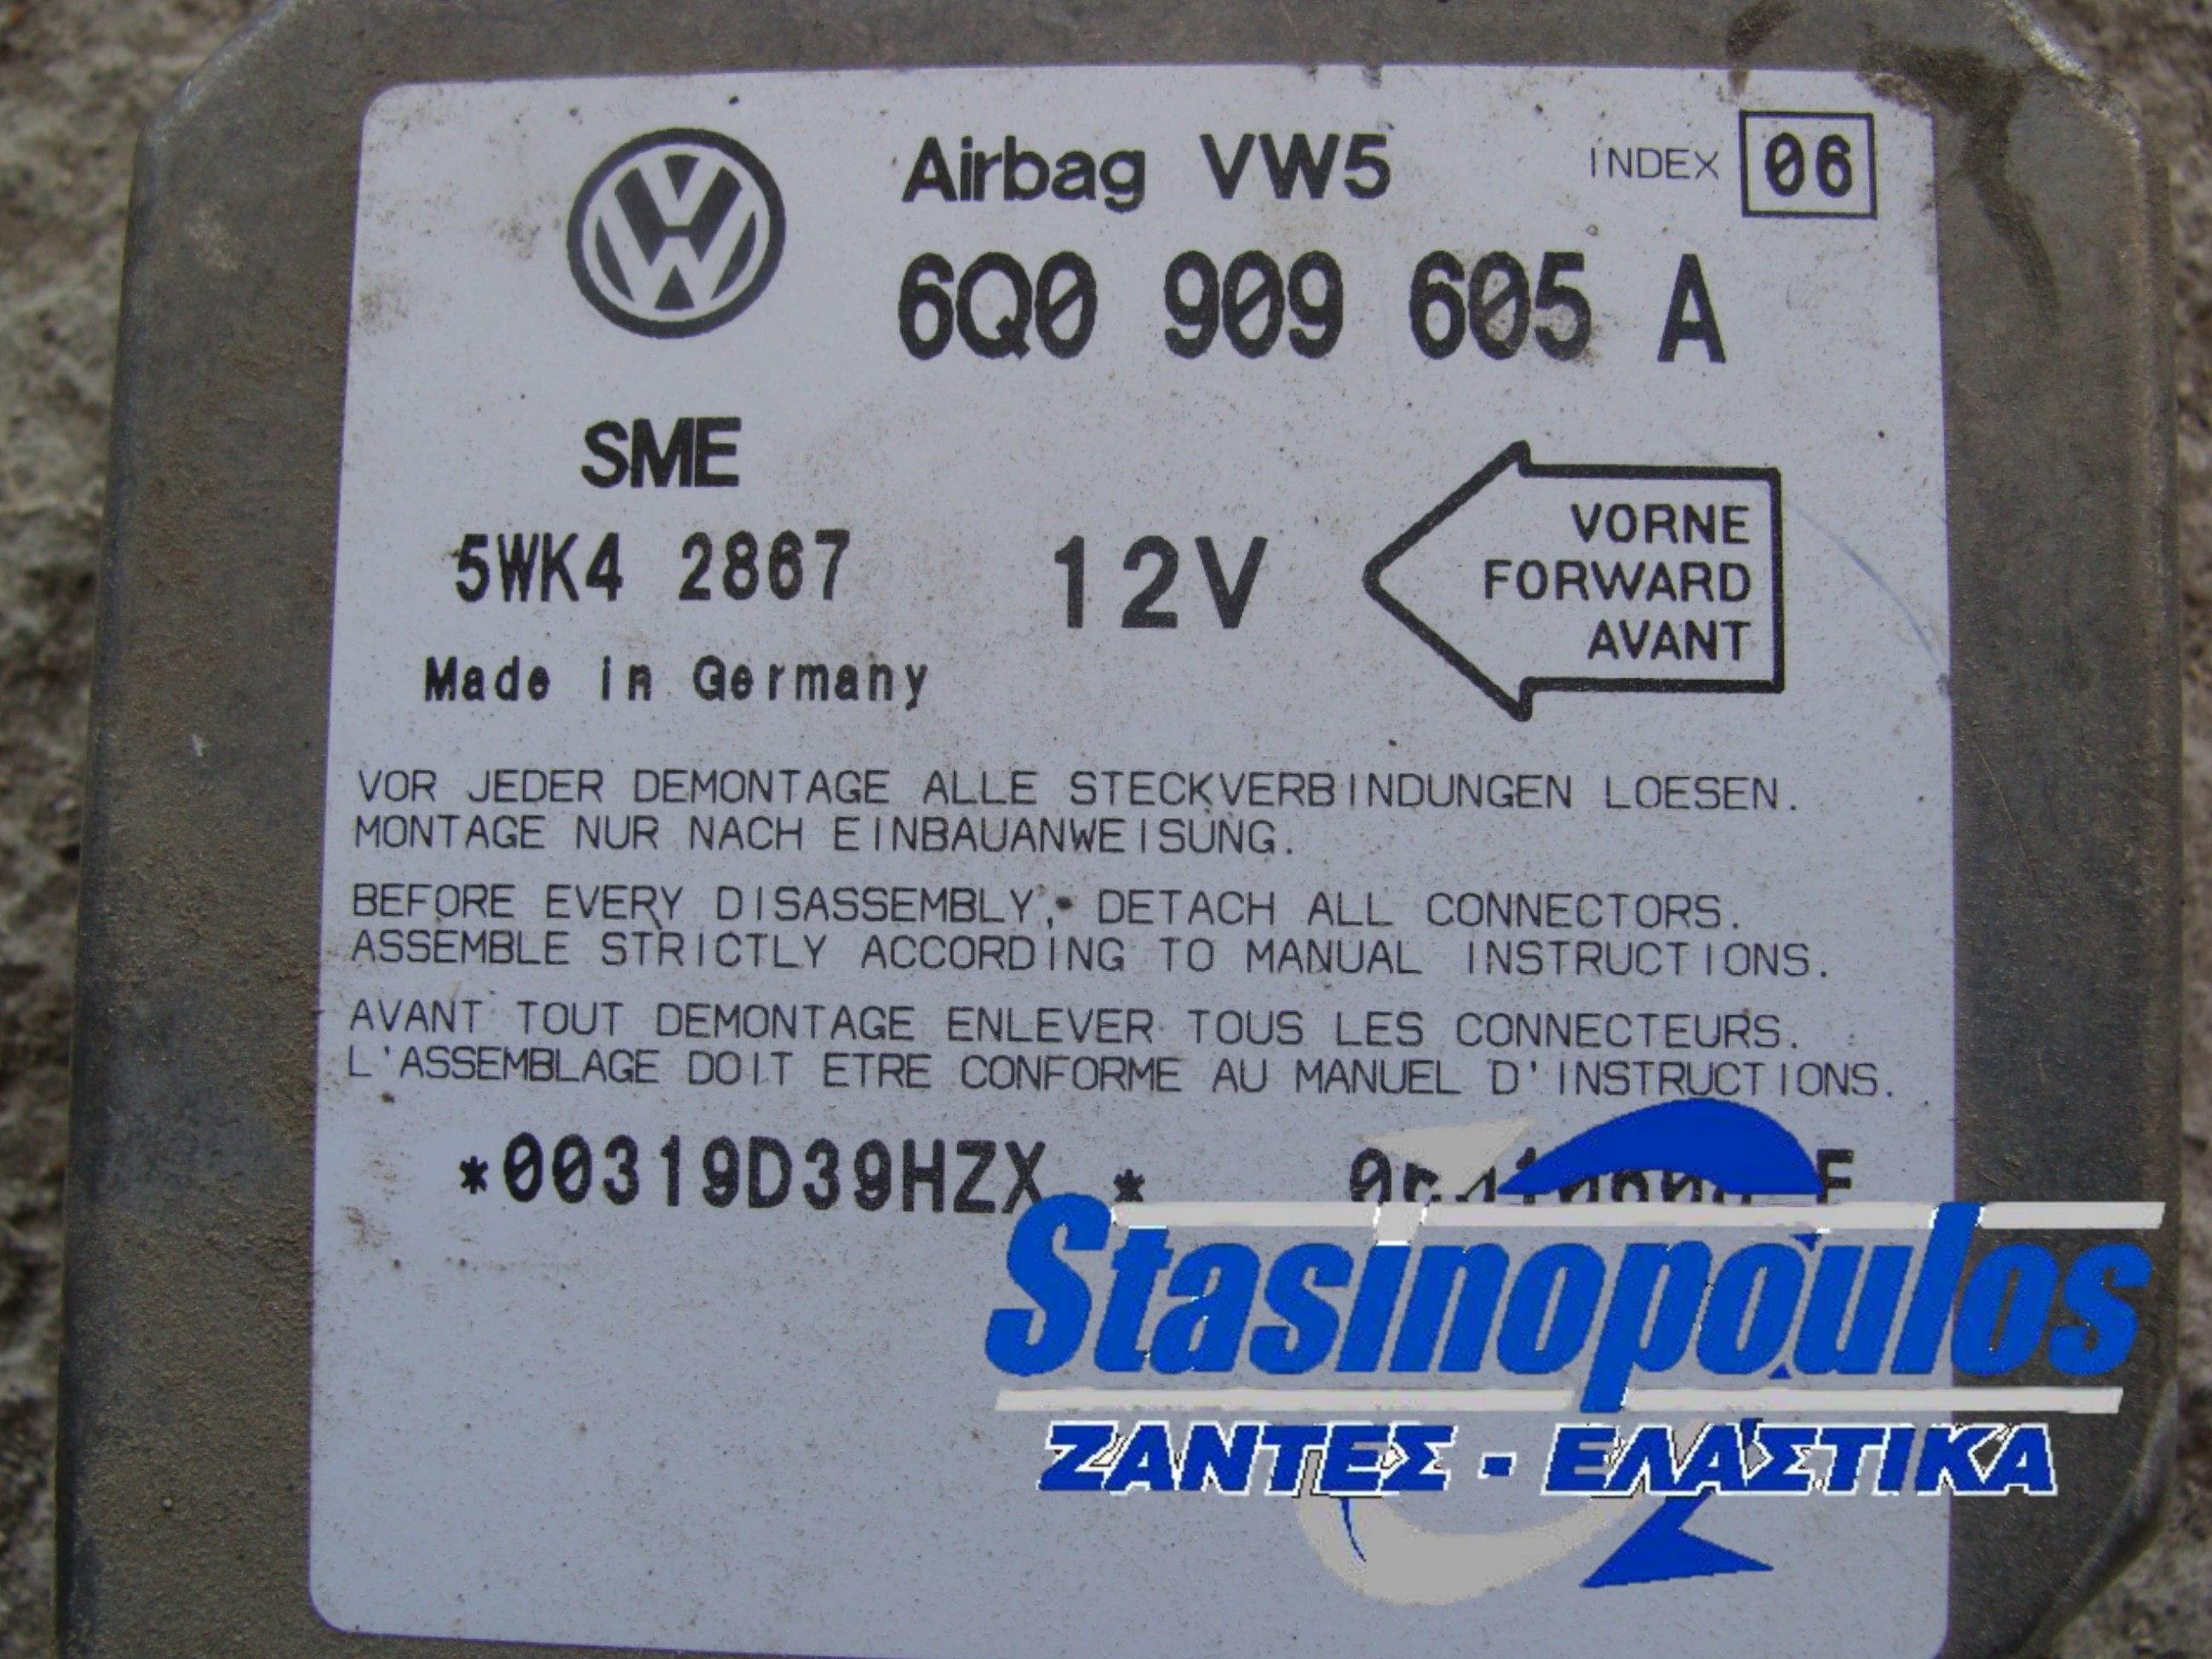 Airbag VW5 INDEX 06
6Q0 909 605 A
SME
5WK4 2867 12V
VORNE
FORWARD
AVANT
Made in Germany
VOR JEDER DEMONTAGE ALLE STECKVERBINDUNGEN LOESEN.
MONTAGE NUR NACH EINBAUANWEISUNG.
BEFORE EVERY DISASSEMBLY, DETACH ALL CONNECTORS.
ASSEMBLE STRICTLY ACCORDING TO MANUAL INSTRUCTIONS.
AVANT TOUT DEMONTAGE ENLEVER TOUS LES CONNECTEURS.
L'ASSEMBLAGE DOIT ETRE CONFORME AU MANUEL D'INSTRUCTIONS.
*00319D39HZX *
Stasinopoulos
ΖΑΝΤΕΣ - ΕΛΑΣΤΙΚΑ